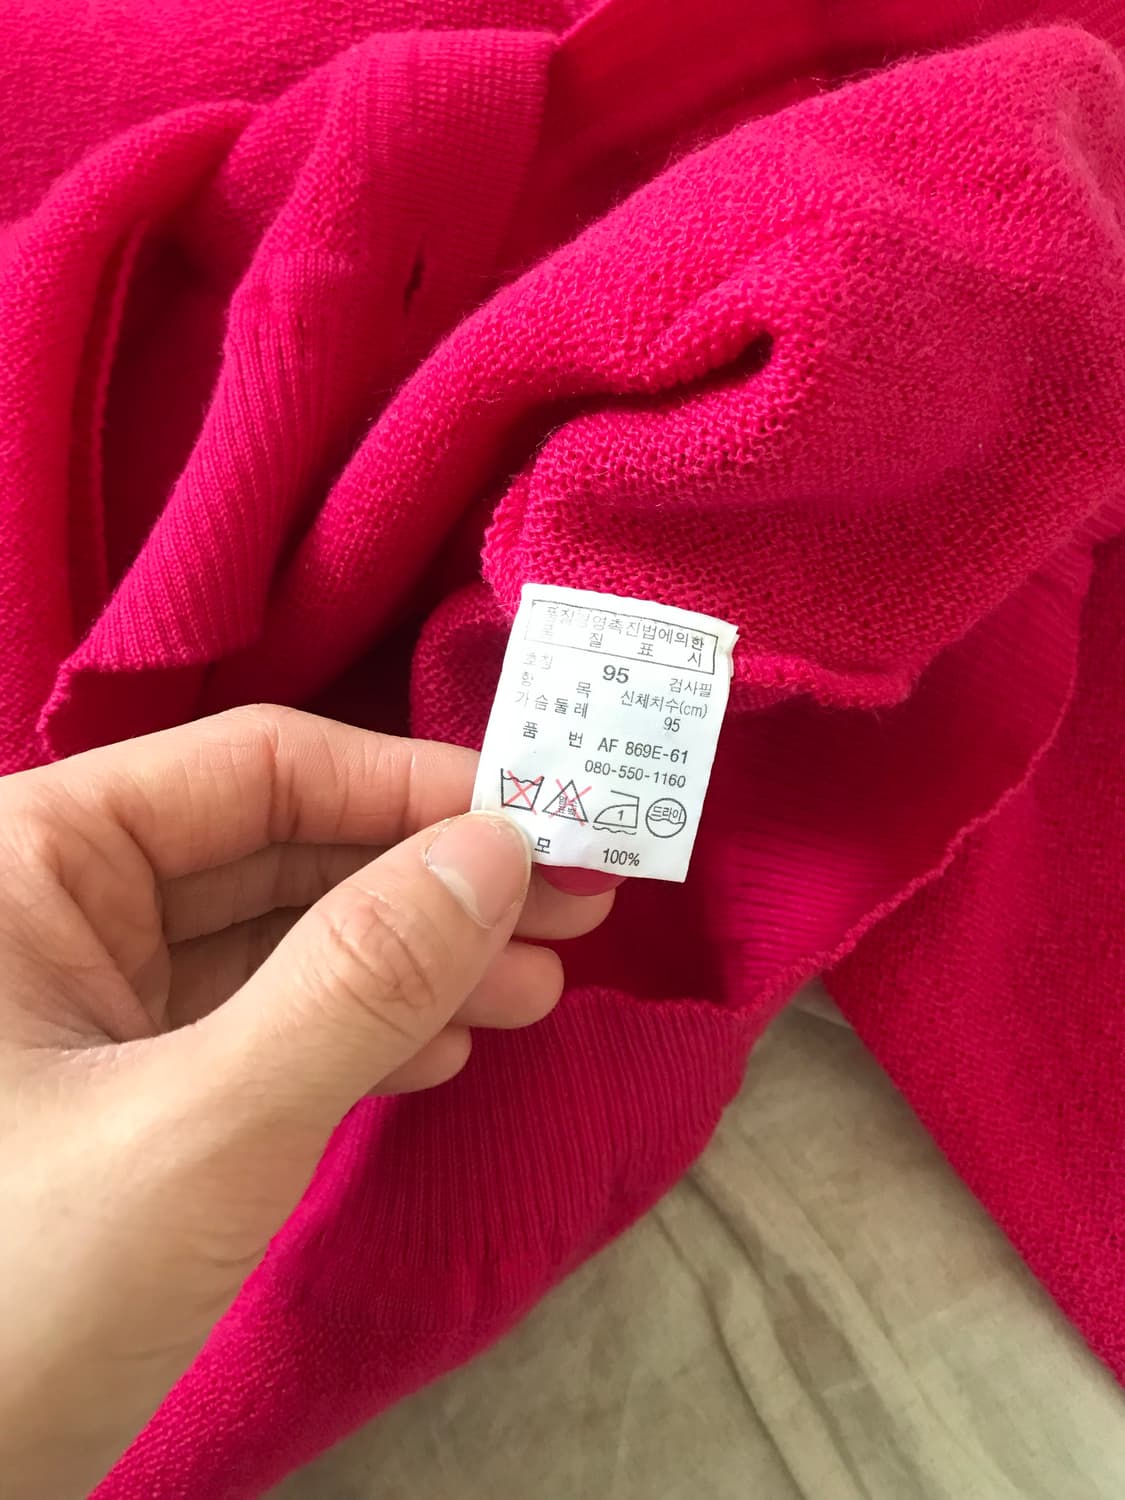 품질경영촉진법에의한
품 질 표 시
호칭 95 검사필
항 목 신체치수(cm)
가슴둘레 95
품 번 AF 869E-61
080-550-1160
1 드라이
모 100%